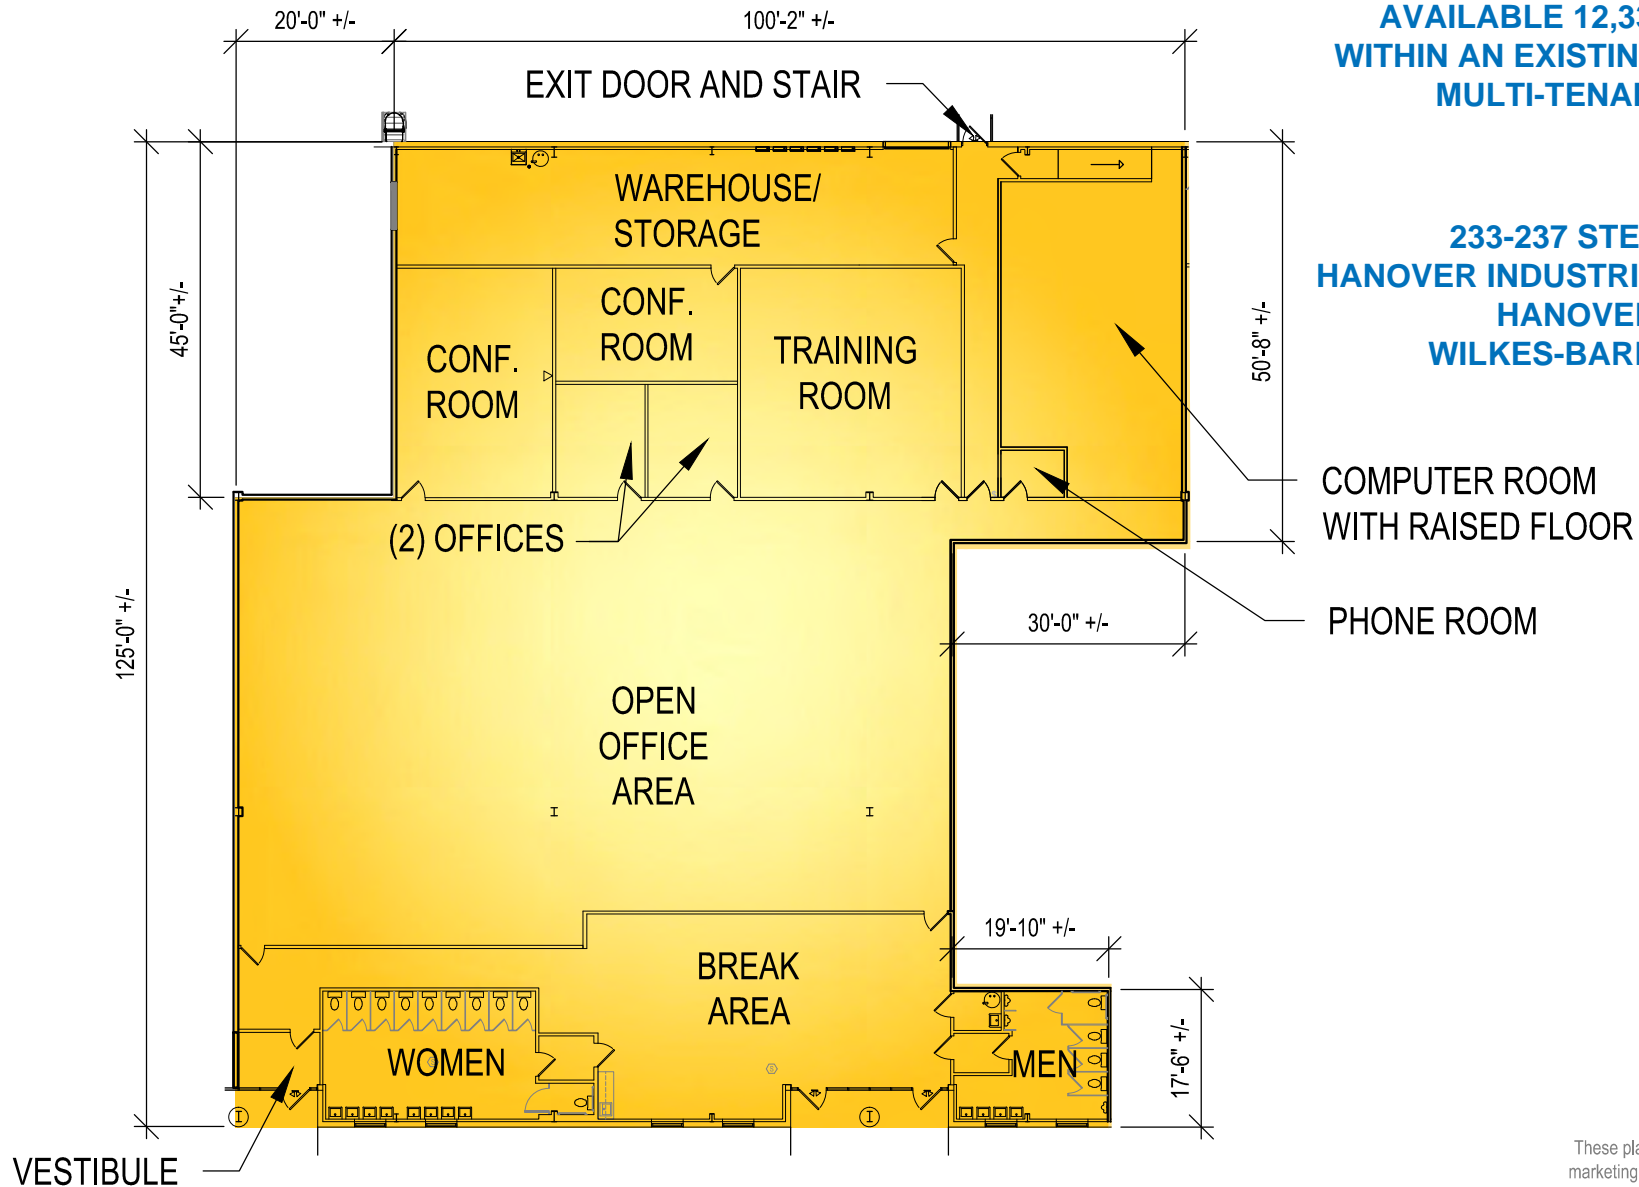 20'-0" +/-
100'-2" +/-
AVAILABLE 12,33
WITHIN AN EXISTIN
MULTI-TENA
EXIT DOOR AND STAIR
WAREHOUSE/
STORAGE
233-237 STE
HANOVER INDUSTRI
HANOVE
WILKES-BAR
45'-0"+/-
50'-8" +/-
CONF.
ROOM
CONF.
ROOM
TRAINING
ROOM
COMPUTER ROOM
WITH RAISED FLOOR
(2) OFFICES
125'-0" +/-
30'-0" +/-
PHONE ROOM
OPEN
OFFICE
AREA
19'-10" +/-
BREAK
AREA
WOMEN
MEN
17'-6" +/-
VESTIBULE
These pla
marketing